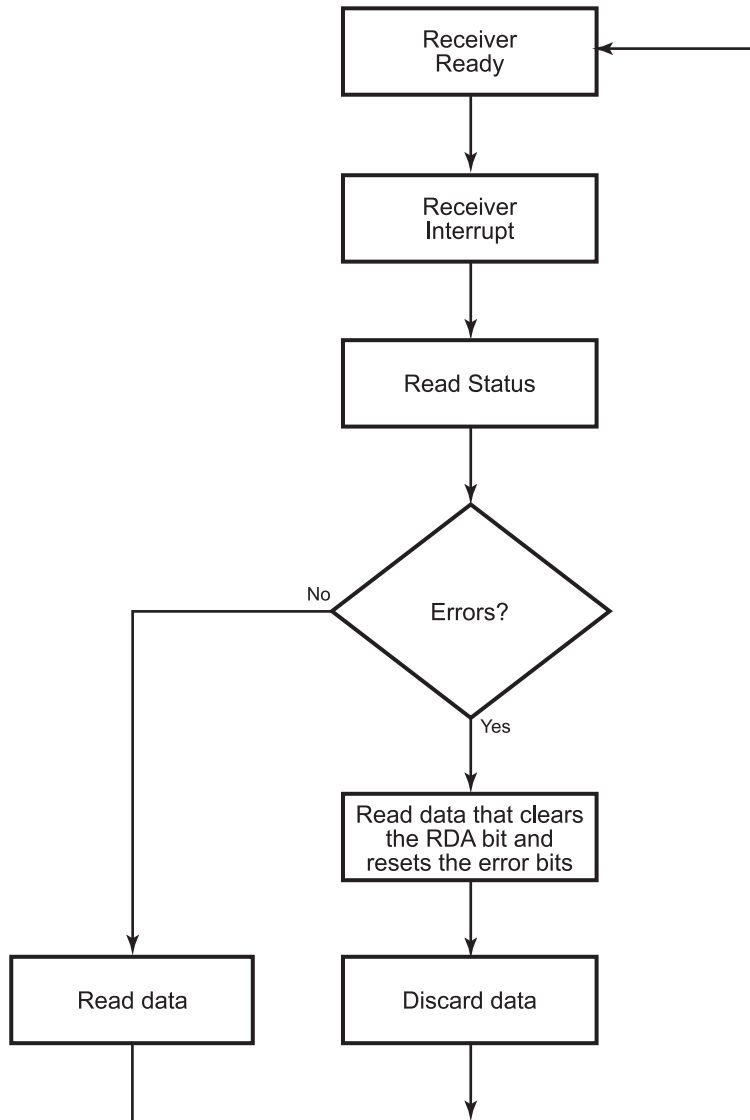 Receiver
Ready
Receiver
Interrupt
Read Status
Errors?
No
Yes
Read data that clears
the RDA bit and
resets the error bits
Read data
Discard data